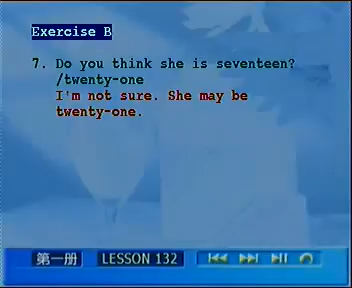 Exercise B
7. Do you think she is seventeen?
/twenty-one
I'm not sure. She may be
twenty-one.
第一册 LESSON 132